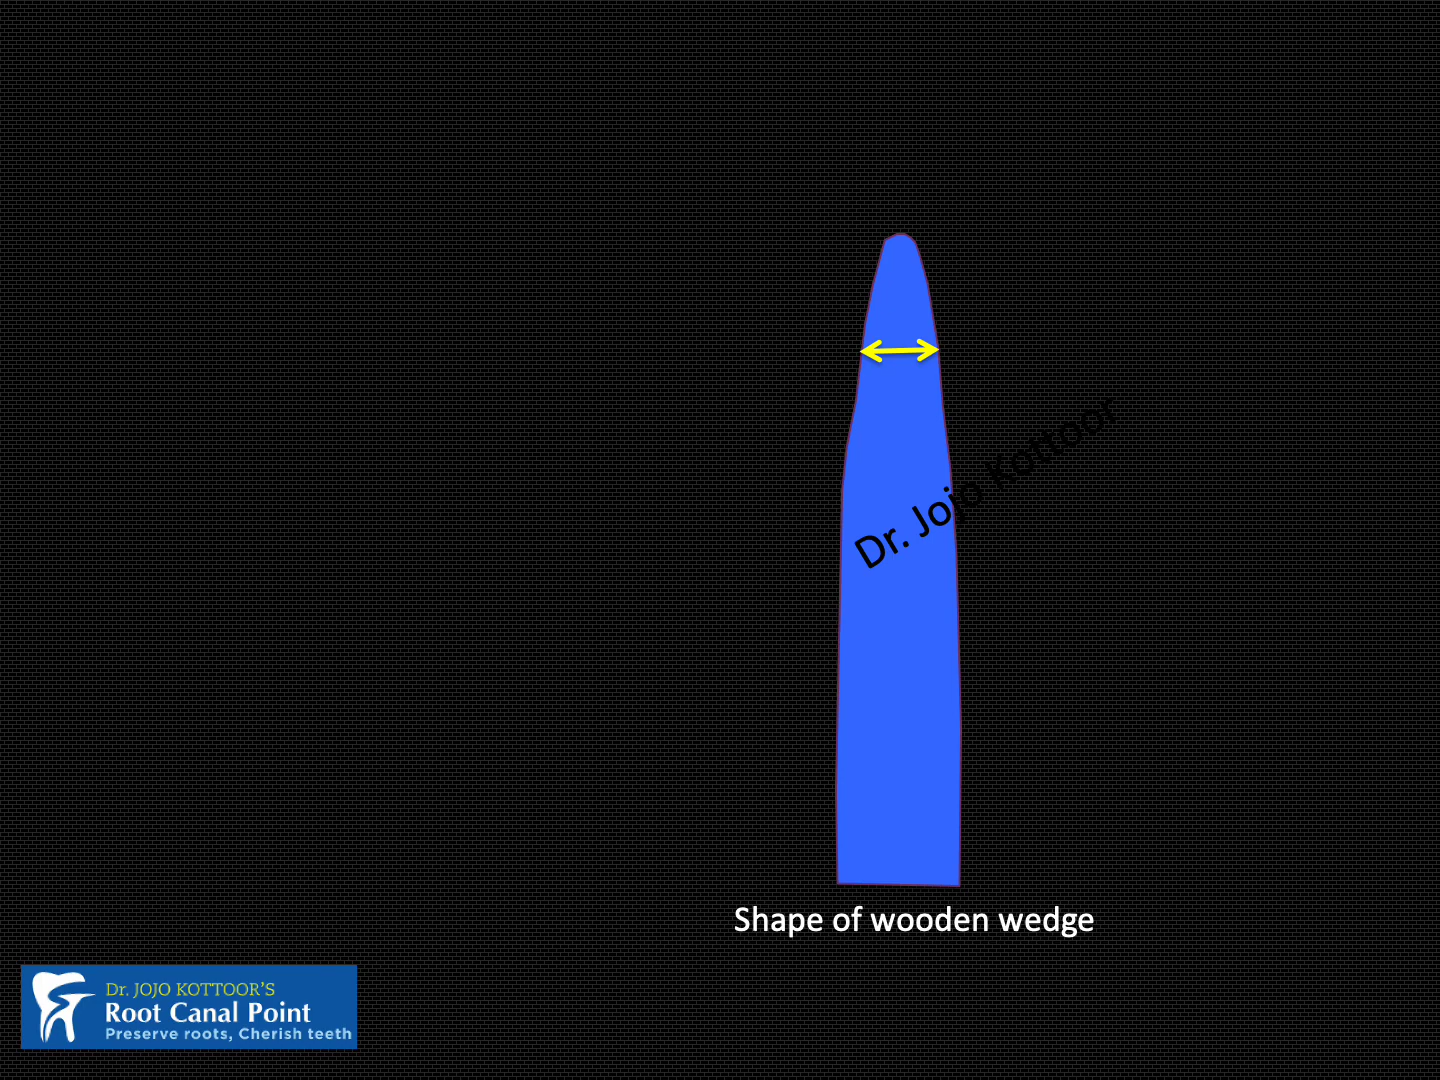 Dr. Jojo Kottoor
Shape of wooden wedge
Dr. JOJO KOTTOOR'S
Root Canal Point
Preserve roots, Cherish teeth